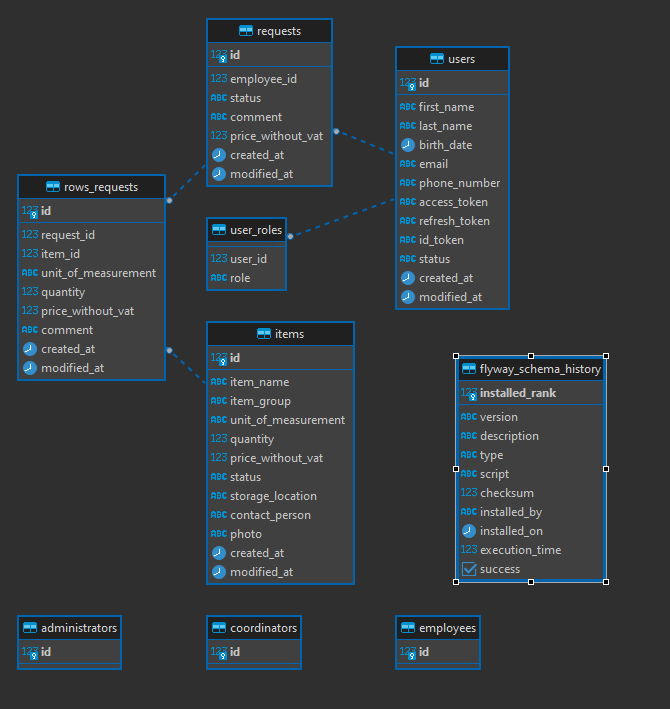 requests
123 id
123 employee_id
ABC status
ABC comment
123 price_without_vat
created_at
modified_at
users
123 id
ABC first_name
ABC last_name
birth_date
ABC email
ABC phone_number
ABC access_token
ABC refresh_token
ABC id_token
ABC status
created_at
modified_at
rows_requests
123 id
123 request_id
123 item_id
ABC unit_of_measurement
123 quantity
123 price_without_vat
ABC comment
created_at
modified_at
user_roles
123 user_id
ABC role
items
123 id
ABC item_name
ABC item_group
ABC unit_of_measurement
123 quantity
123 price_without_vat
ABC status
ABC storage_location
ABC contact_person
ABC photo
created_at
modified_at
flyway_schema_history
123 installed_rank
ABC version
ABC description
ABC type
ABC script
123 checksum
ABC installed_by
installed_on
123 execution_time
success
administrators
123 id
coordinators
123 id
employees
123 id